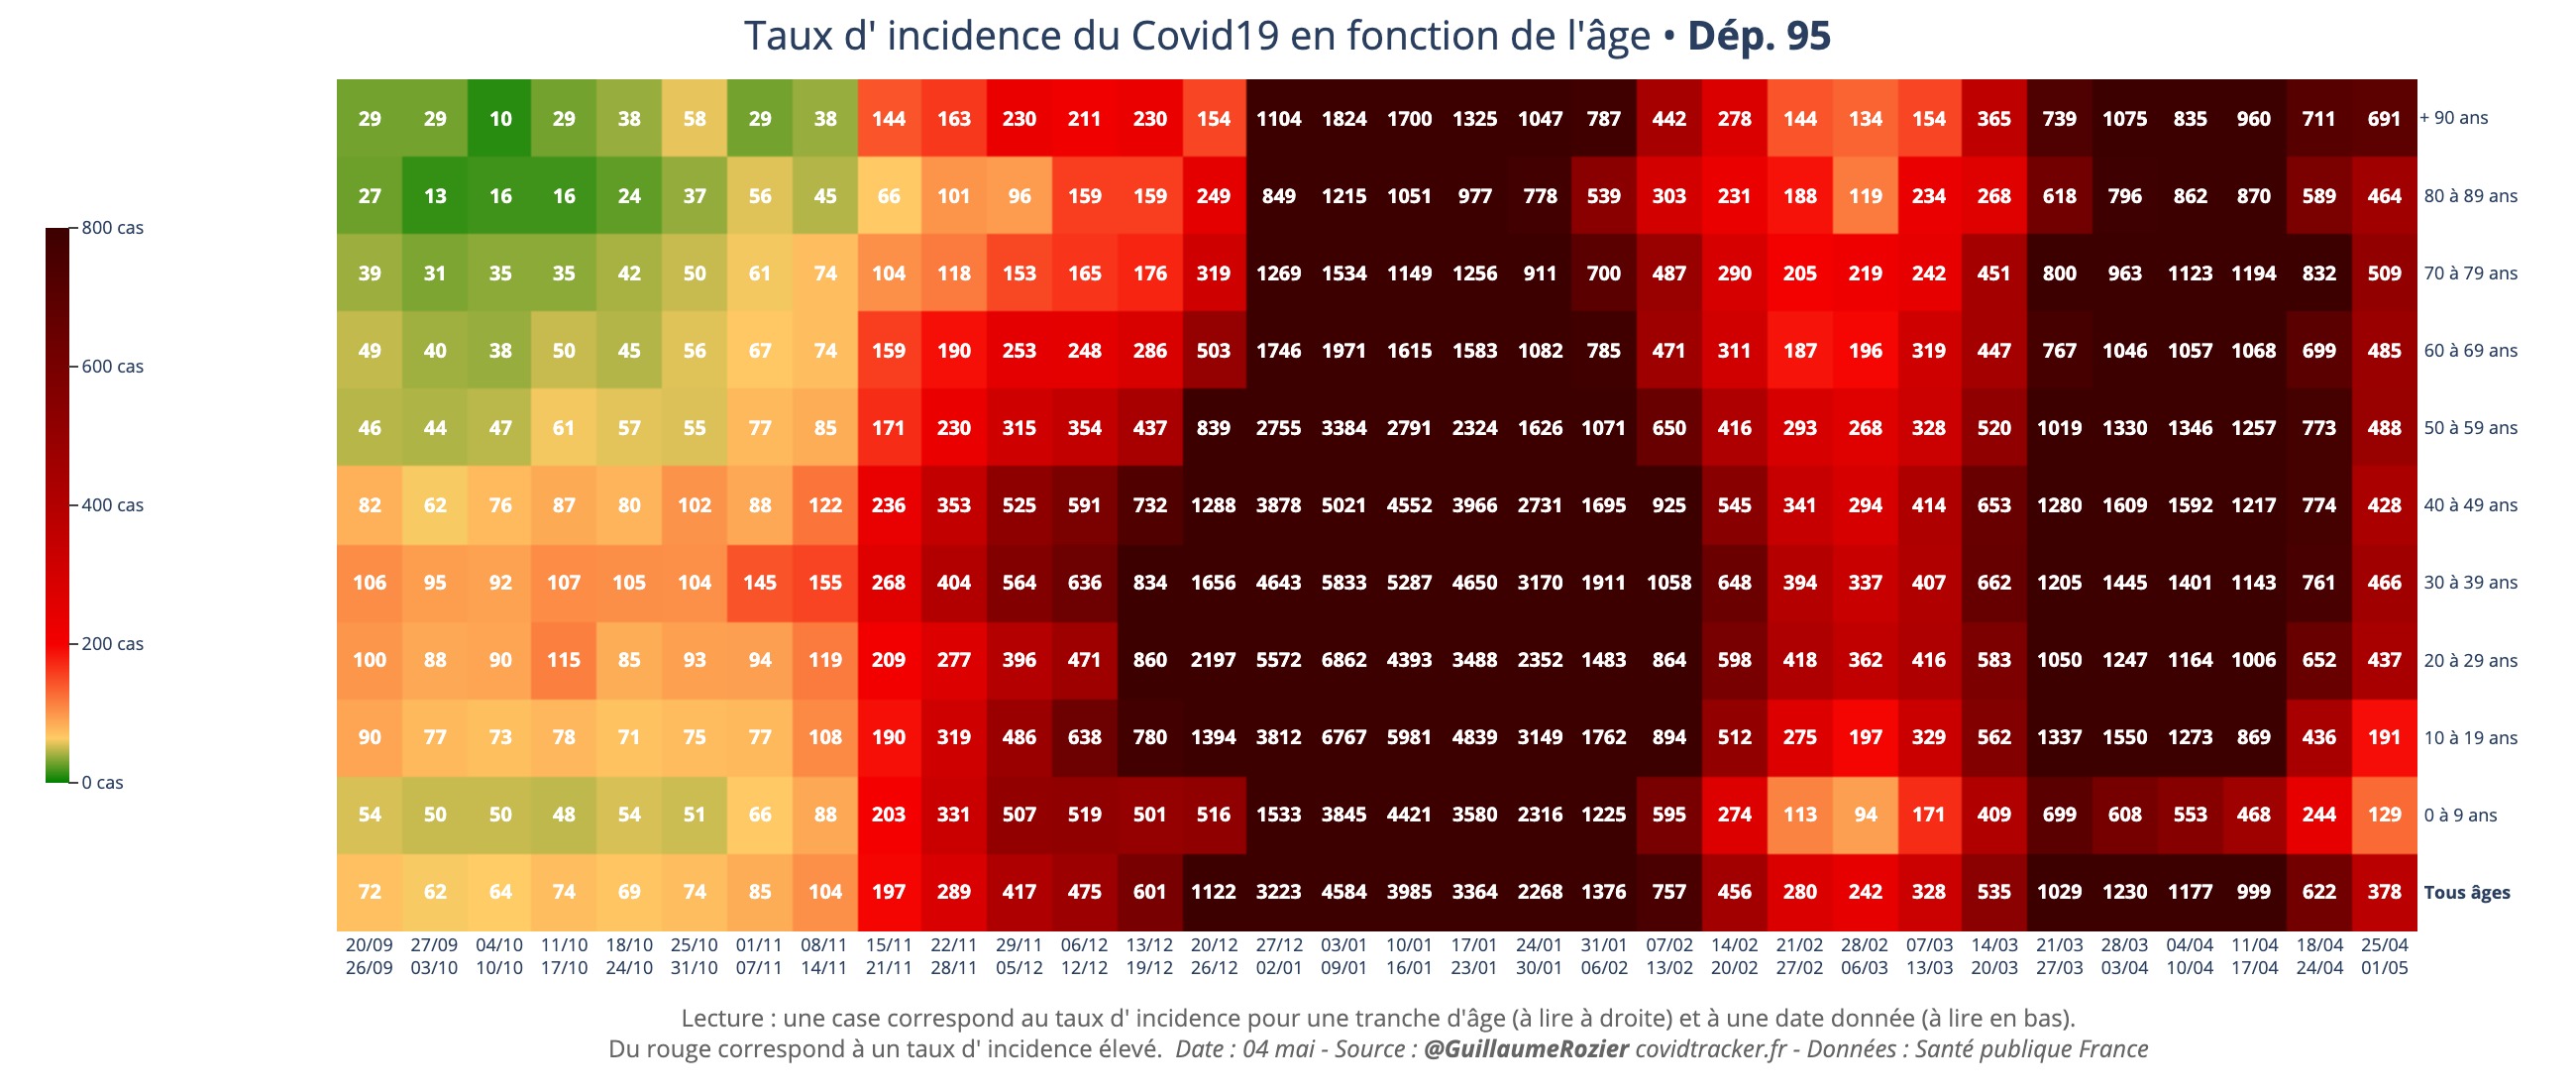 Taux d' incidence du Covid19 en fonction de l'âge • Dép. 95
29 29 10 29 38 58 29 38 144 163 230 211 230 154 1104 1824 1700 1325 1047 787 442 278 144 134 154 365 739 1075 835 960 711 691 + 90 ans
27 13 16 16 24 37 56 45 66 101 96 159 159 249 849 1215 1051 977 778 539 303 231 188 119 234 268 618 796 862 870 589 464 80 à 89 ans
800 cas
39 31 35 35 42 50 61 74 104 118 153 165 176 319 1269 1534 1149 1256 911 700 487 290 205 219 242 451 800 963 1123 1194 832 509 70 à 79 ans
49 40 38 50 45 56 67 74 159 190 253 248 286 503 1746 1971 1615 1583 1082 785 471 311 187 196 319 447 767 1046 1057 1068 699 485 60 à 69 ans
600 cas
46 44 47 61 57 55 77 85 171 230 315 354 437 839 2755 3384 2791 2324 1626 1071 650 416 293 268 328 520 1019 1330 1346 1257 773 488 50 à 59 ans
400 cas
82 62 76 87 80 102 88 122 236 353 525 591 732 1288 3878 5021 4552 3966 2731 1695 925 545 341 294 414 653 1280 1609 1592 1217 774 428 40 à 49 ans
106 95 92 107 105 104 145 155 268 404 564 636 834 1656 4643 5833 5287 4650 3170 1911 1058 648 394 337 407 662 1205 1445 1401 1143 761 466 30 à 39 ans
200 cas
100 88 90 115 85 93 94 119 209 277 396 471 860 2197 5572 6862 4393 3488 2352 1483 864 598 418 362 416 583 1050 1247 1164 1006 652 437 20 à 29 ans
90 77 73 78 71 75 77 108 190 319 486 638 780 1394 3812 6767 5981 4839 3149 1762 894 512 275 197 329 562 1337 1550 1273 869 436 191 10 à 19 ans
0 cas
54 50 50 48 54 51 66 88 203 331 507 519 501 516 1533 3845 4421 3580 2316 1225 595 274 113 94 171 409 699 608 553 468 244 129 0 à 9 ans
72 62 64 74 69 74 85 104 197 289 417 475 601 1122 3223 4584 3985 3364 2268 1376 757 456 280 242 328 535 1029 1230 1177 999 622 378 Tous âges
20/09 27/09 04/10 11/10 18/10 25/10 01/11 08/11 15/11 22/11 29/11 06/12 13/12 20/12 27/12 03/01 10/01 17/01 24/01 31/01 07/02 14/02 21/02 28/02 07/03 14/03 21/03 28/03 04/04 11/04 18/04 25/04
26/09 03/10 10/10 17/10 24/10 31/10 07/11 14/11 21/11 28/11 05/12 12/12 19/12 26/12 02/01 09/01 16/01 23/01 30/01 06/02 13/02 20/02 27/02 06/03 13/03 20/03 27/03 03/04 10/04 17/04 24/04 01/05
Lecture : une case correspond au taux d' incidence pour une tranche d'âge (à lire à droite) et à une date donnée (à lire en bas).
Du rouge correspond à un taux d' incidence élevé. Date : 04 mai - Source : @GuillaumeRozier covidtracker.fr - Données : Santé publique France